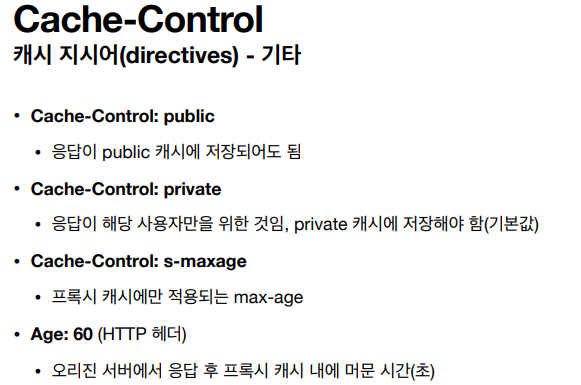 Cache-Control
캐시 지시어(directives) - 기타
• Cache-Control: public
• 응답이 public 캐시에 저장되어도 됨
• Cache-Control: private
• 응답이 해당 사용자만을 위한 것임, private 캐시에 저장해야 함(기본값)
• Cache-Control: s-maxage
• 프록시 캐시에만 적용되는 max-age
• Age: 60 (HTTP 헤더)
• 오리진 서버에서 응답 후 프록시 캐시 내에 머문 시간(초)